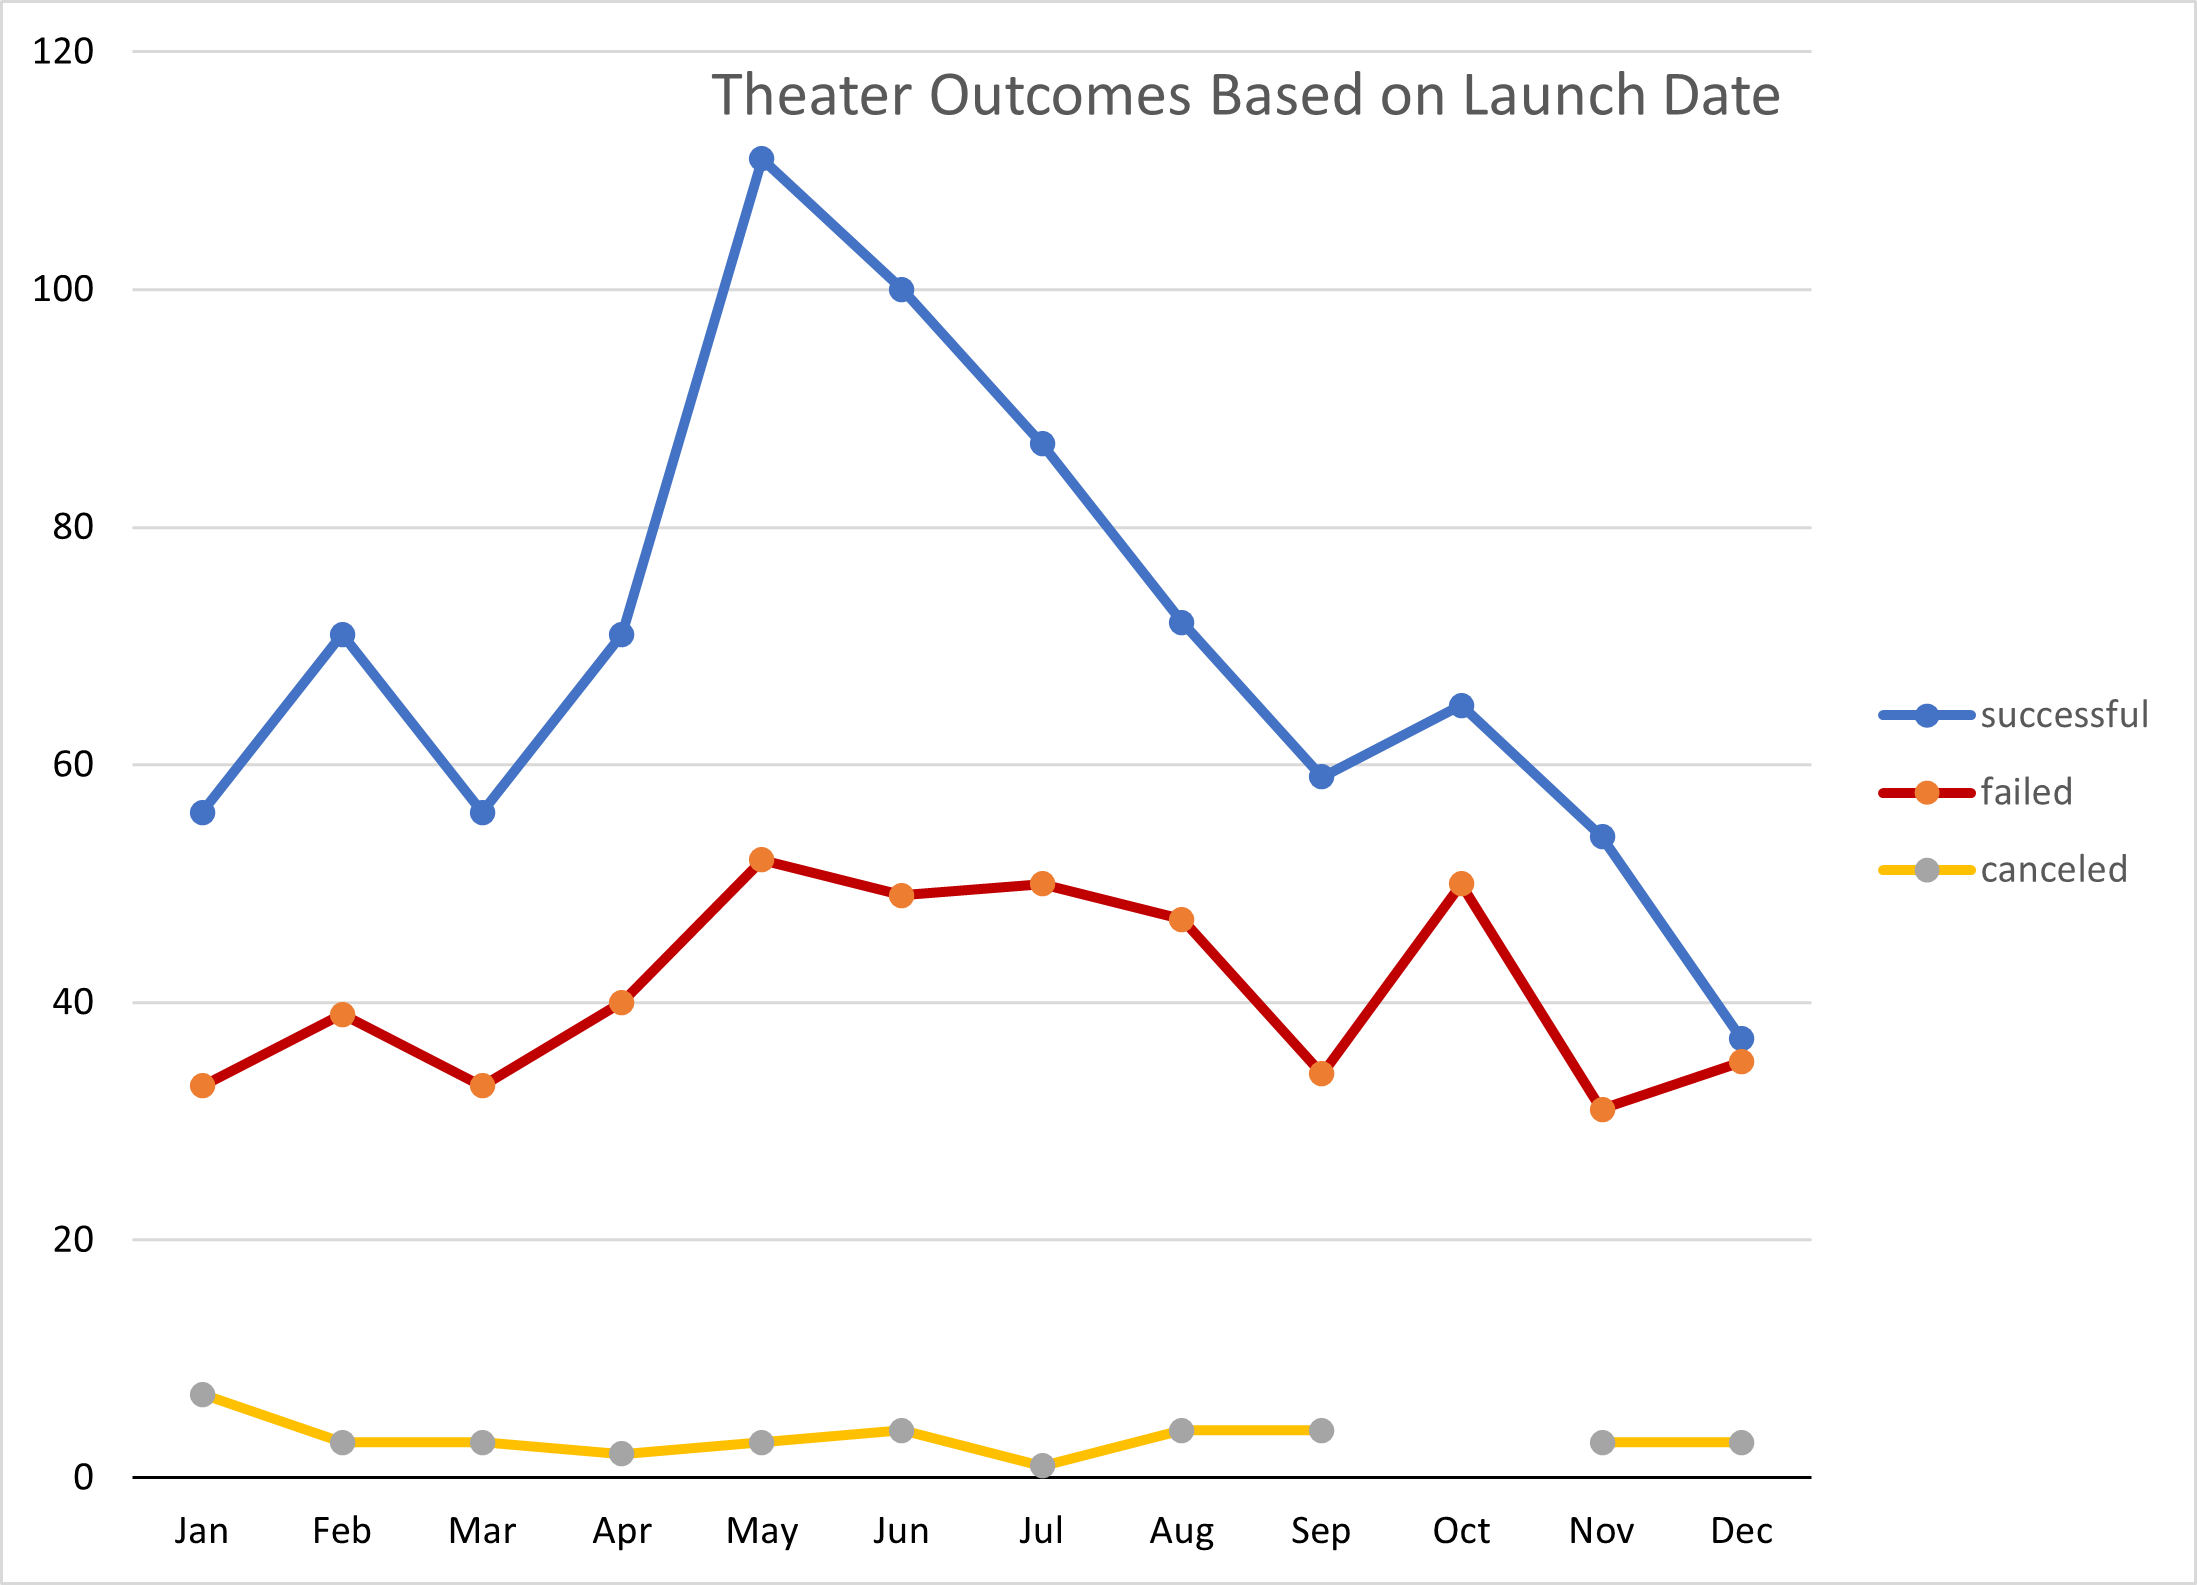 Theater Outcomes Based on Launch Date
120
100
80
60
40
20
0
Jan Feb Mar Apr May Jun Jul Aug Sep Oct Nov Dec
successful
failed
canceled